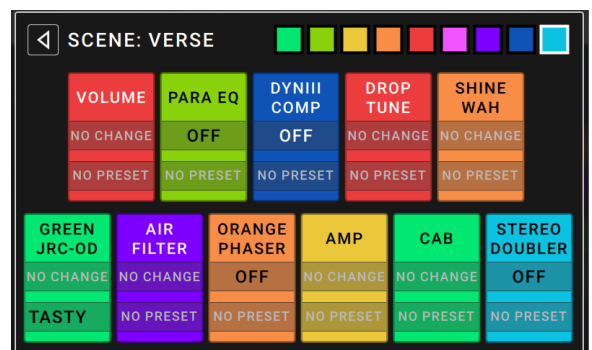 SCENE: VERSE
VOLUME PARA EQ DYNIII COMP DROP TUNE SHINE WAH
NO CHANGE OFF OFF NO CHANGE NO CHANGE
NO PRESET NO PRESET NO PRESET NO PRESET NO PRESET
GREEN JRC-OD AIR FILTER ORANGE PHASER AMP CAB STEREO DOUBLER
NO CHANGE NO CHANGE OFF NO CHANGE NO CHANGE OFF
TASTY NO PRESET NO PRESET NO PRESET NO PRESET NO PRESET